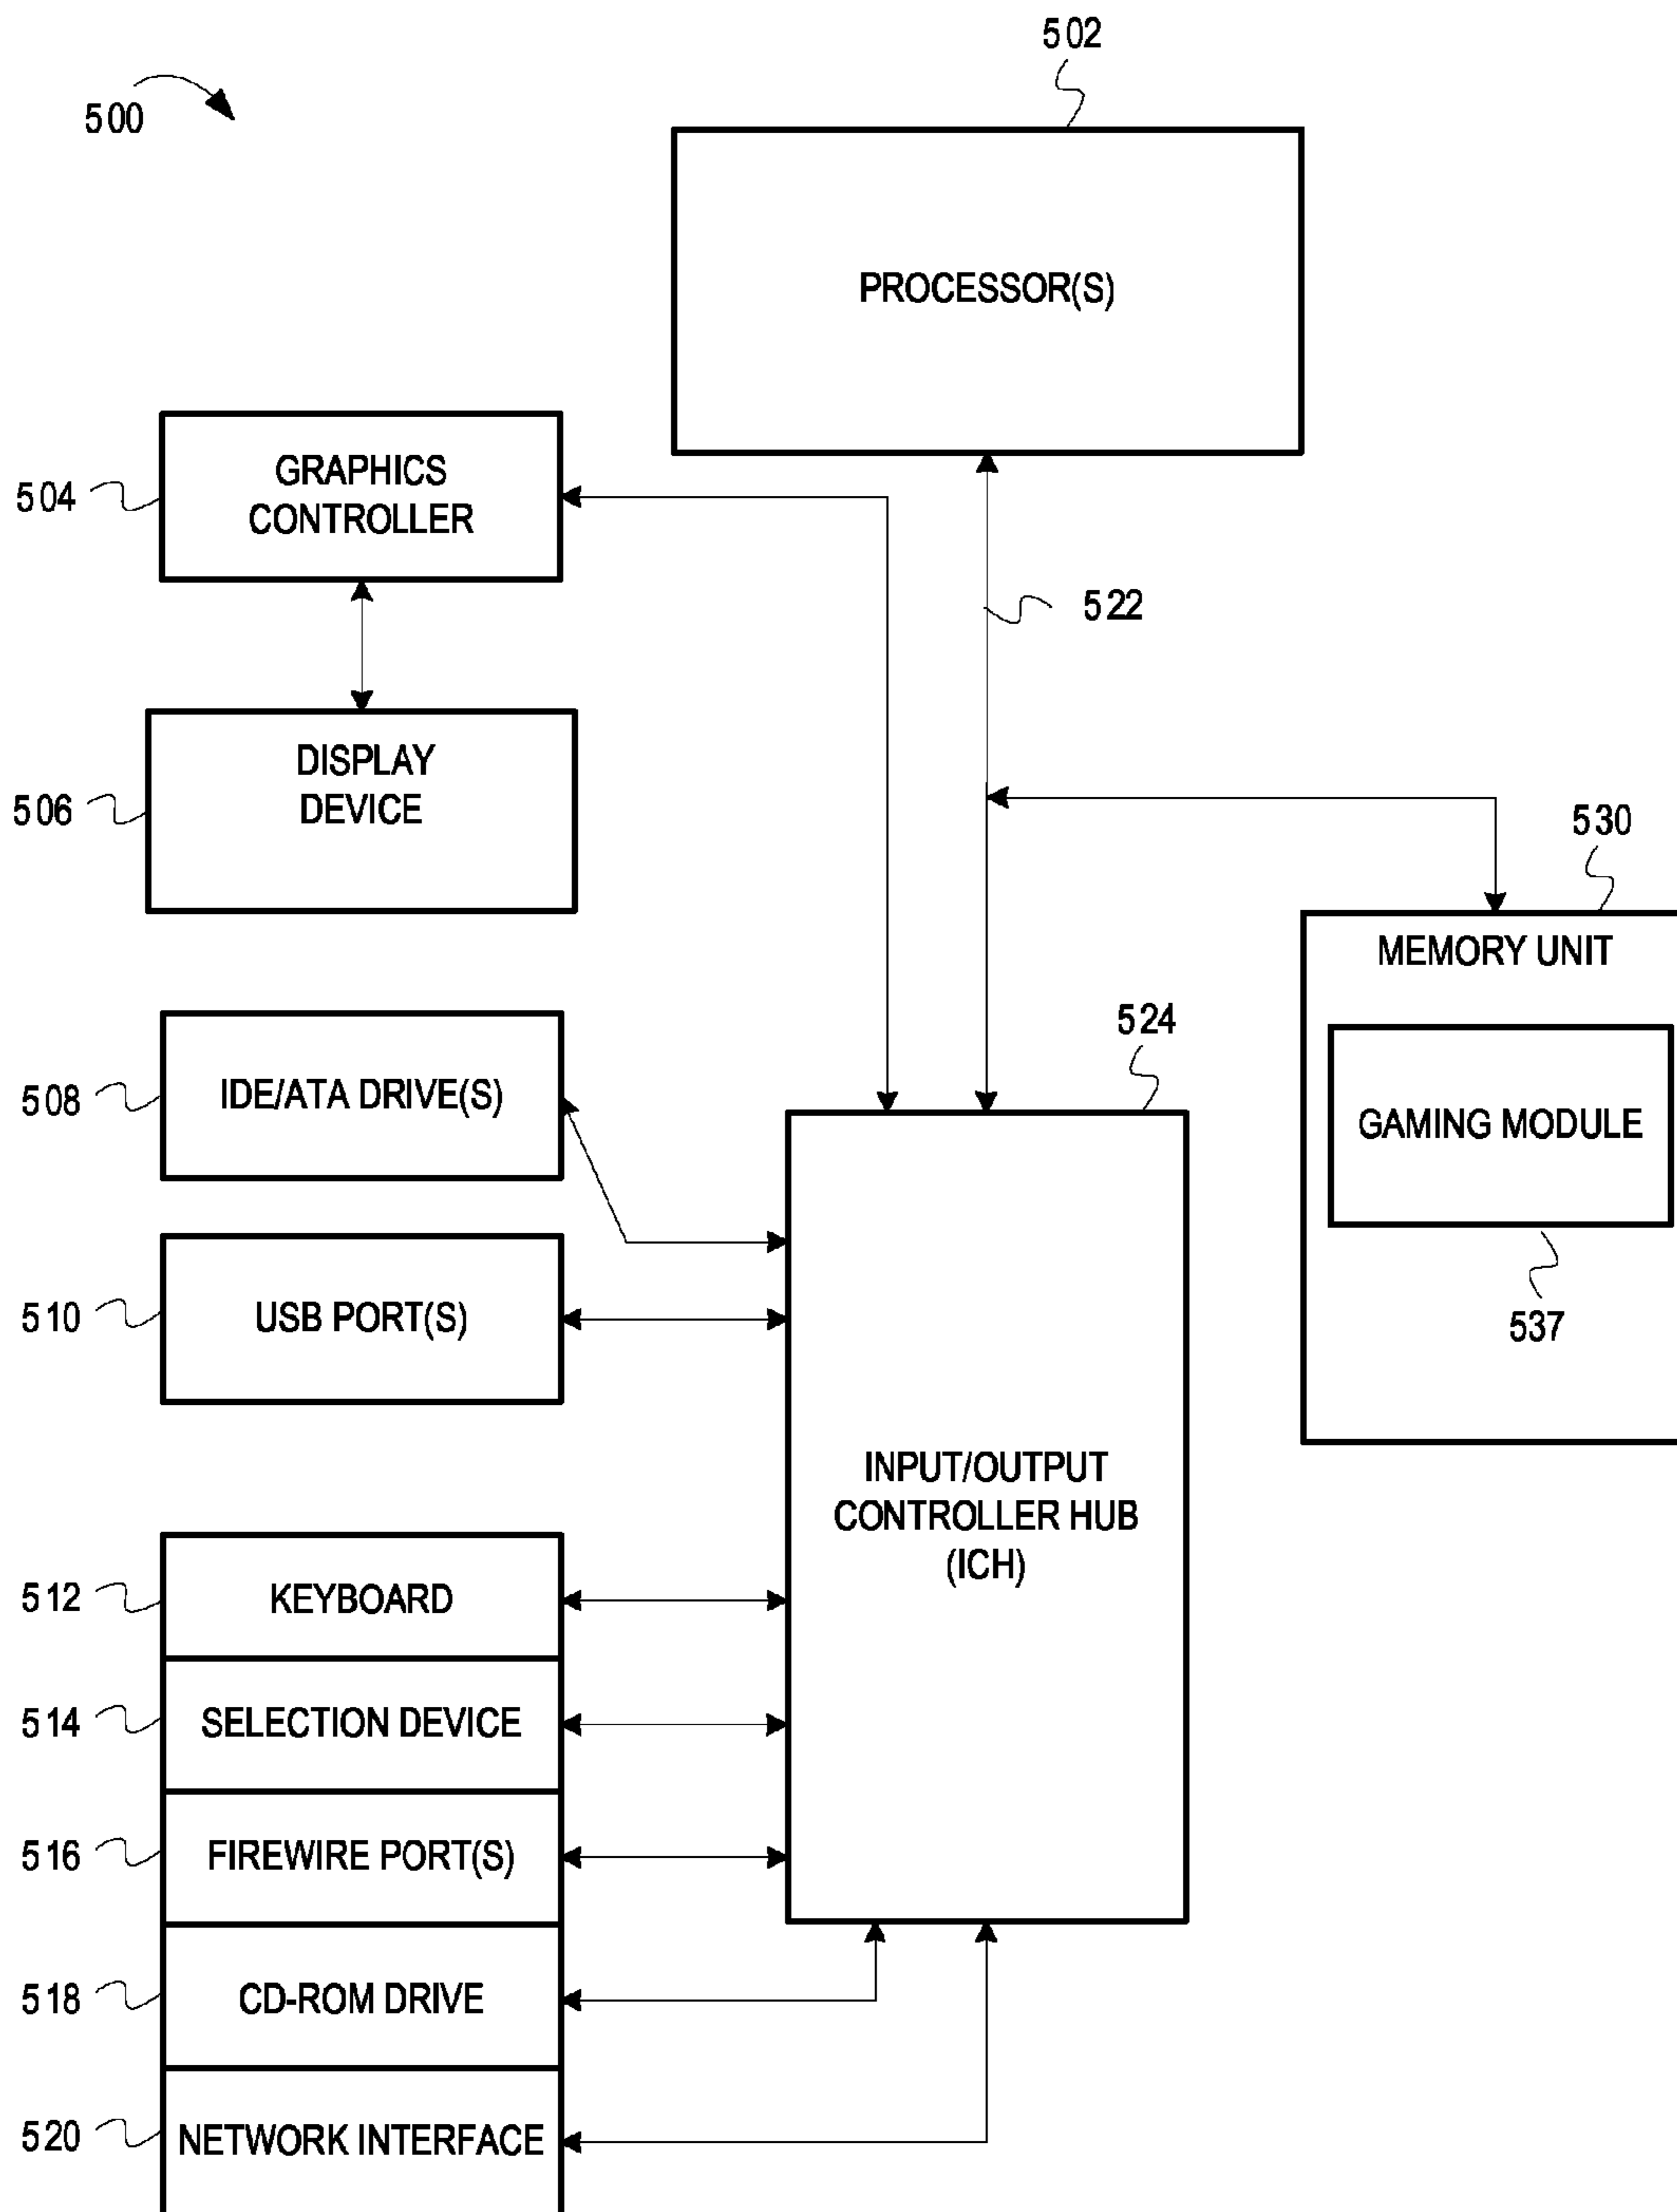 502
500
PROCESSOR(S)
504
GRAPHICS
CONTROLLER
522
506
DISPLAY
DEVICE
530
MEMORY UNIT
524
508
IDE/ATA DRIVE(S)
GAMING MODULE
510
USB PORT(S)
537
INPUT/OUTPUT
CONTROLLER HUB
(ICH)
512
KEYBOARD
514
SELECTION DEVICE
516
FIREWIRE PORT(S)
518
CD-ROM DRIVE
520
NETWORK INTERFACE